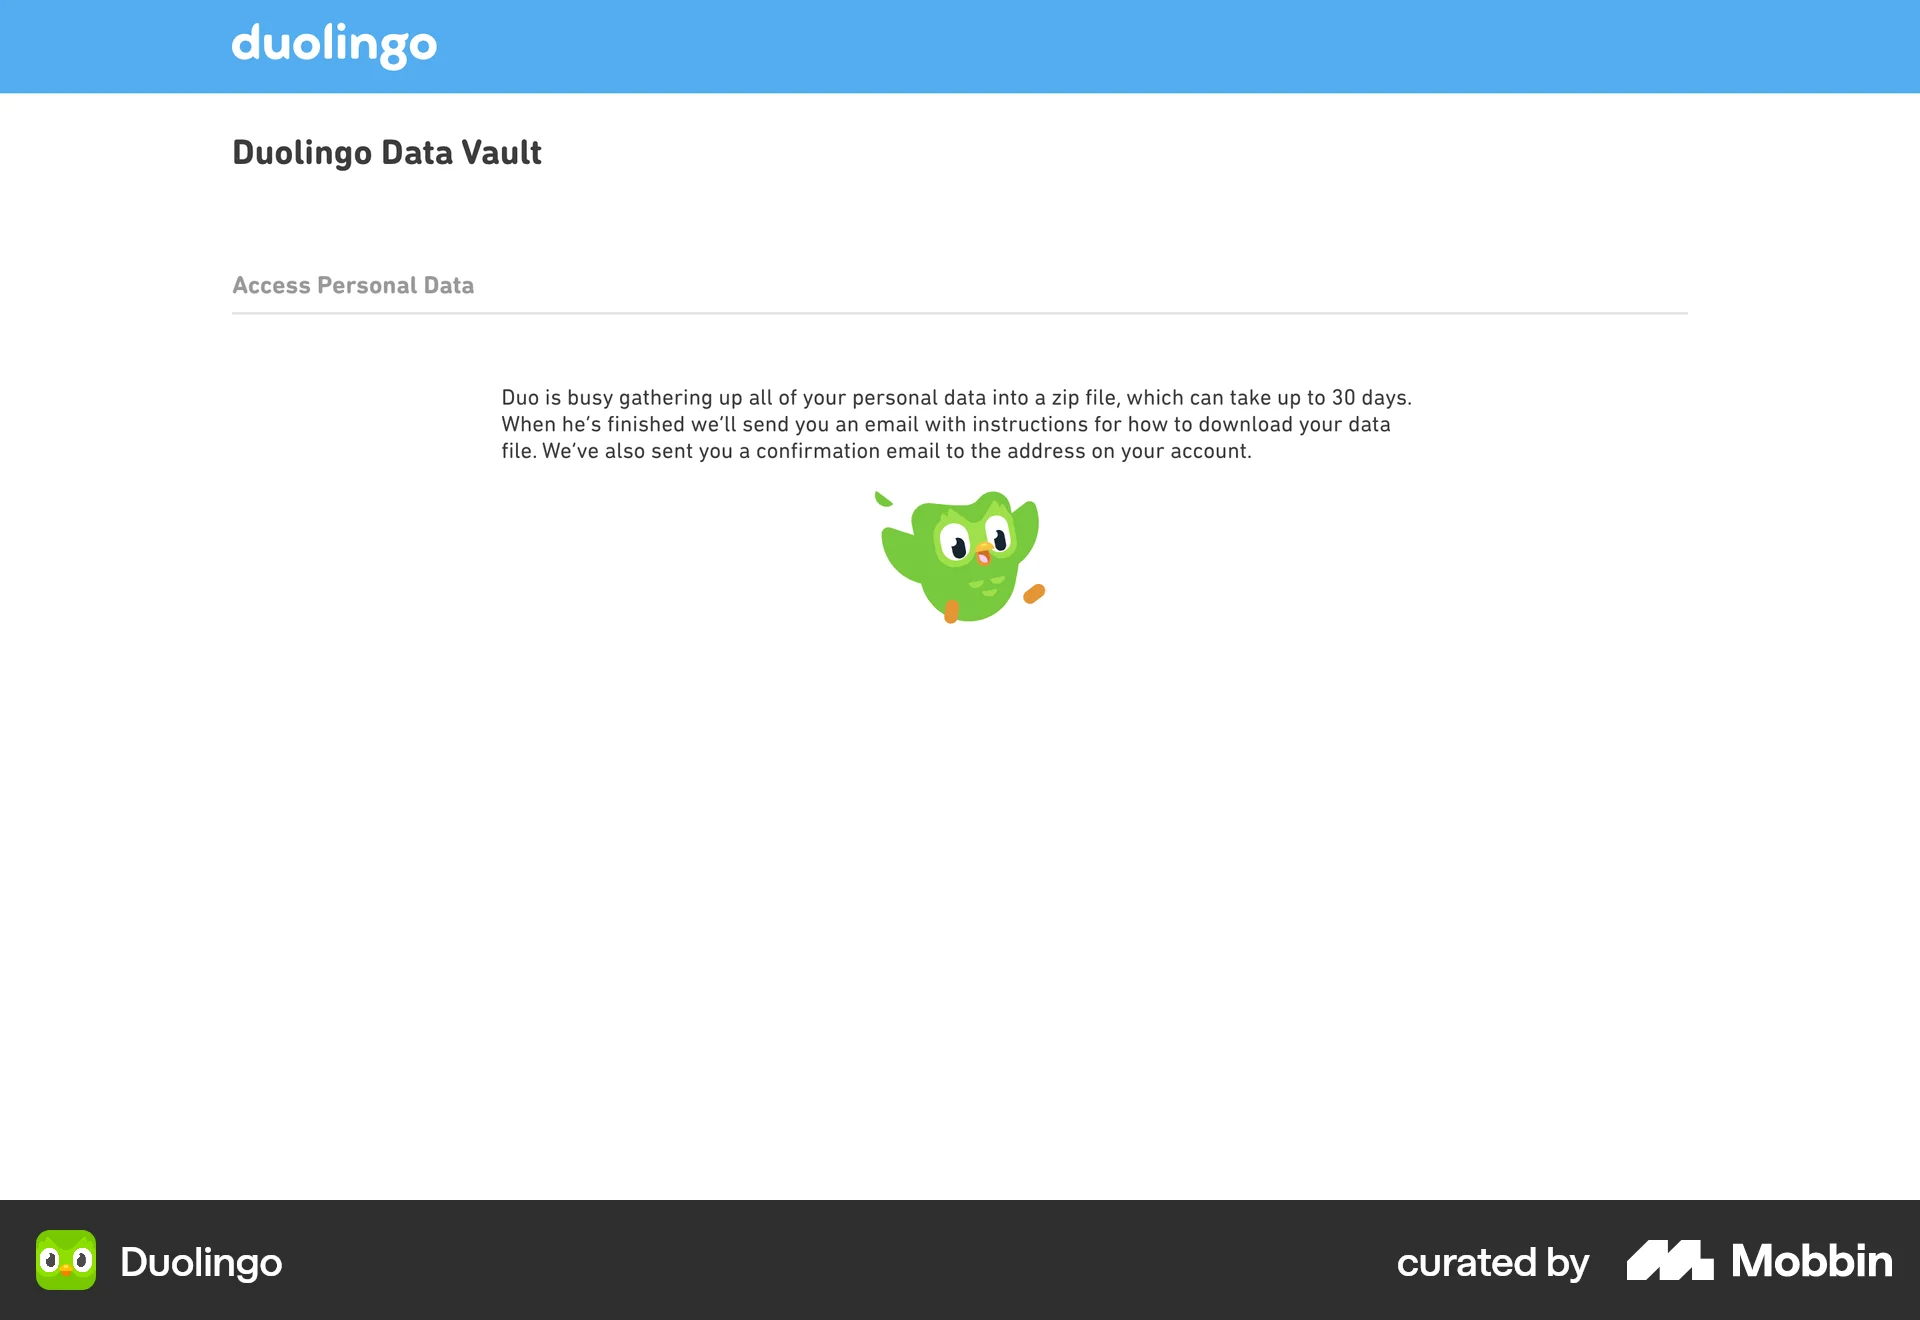 duolingo
Duolingo Data Vault
Access Personal Data
Duo is busy gathering up all of your personal data into a zip file, which can take up to 30 days.
When he’s finished we’ll send you an email with instructions for how to download your data
file. We’ve also sent you a confirmation email to the address on your account.
Duolingo
curated by Mobbin